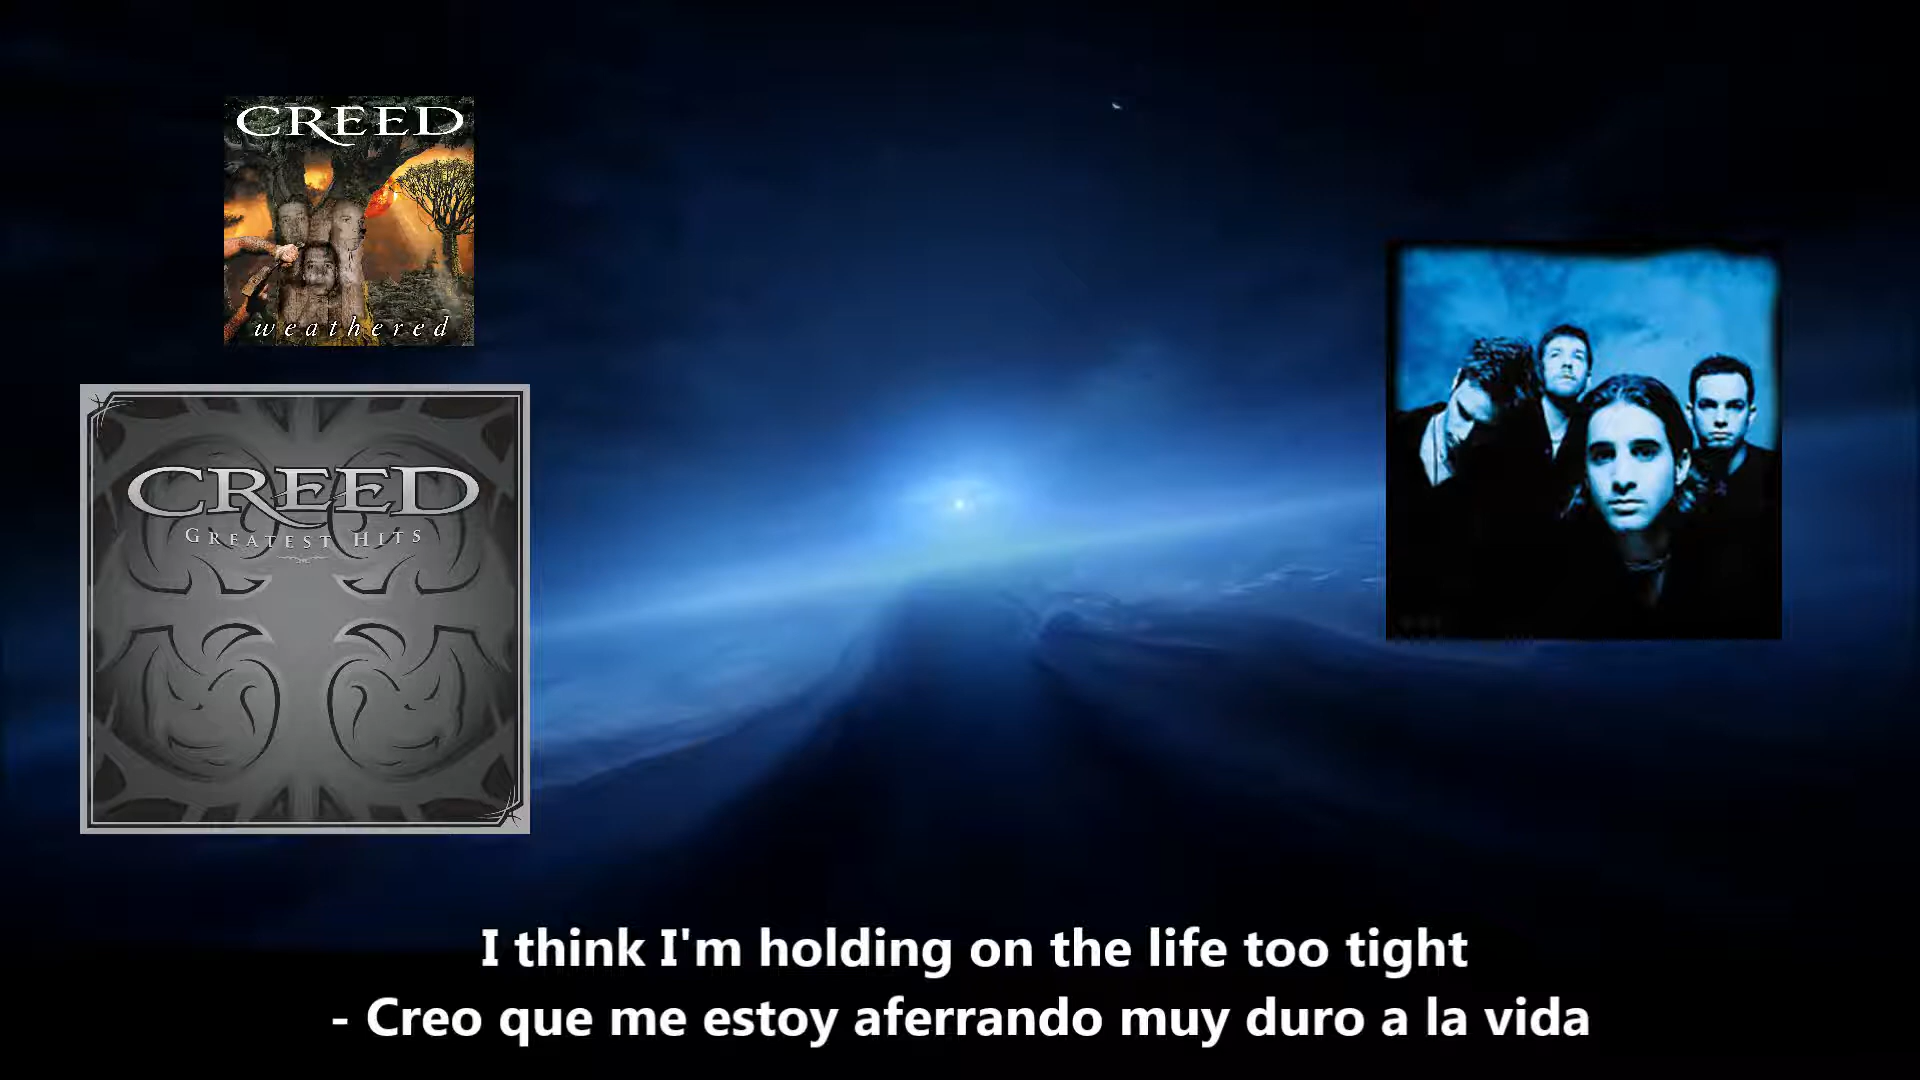 CREED
weathered
CREED
GREATEST HITS
I think I'm holding on the life too tight
- Creo que me estoy aferrando muy duro a la vida